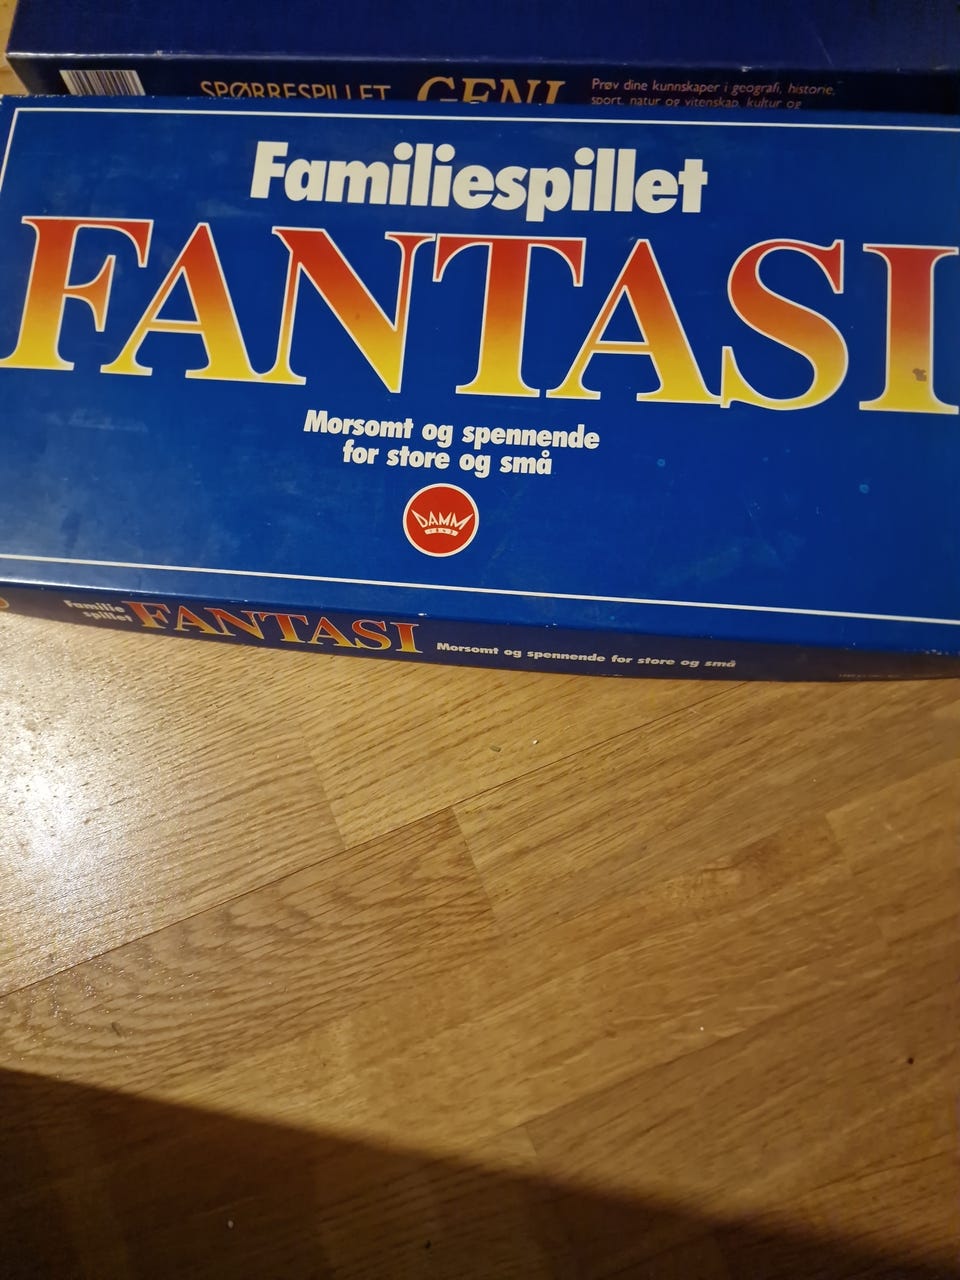 SPØRRESPILLET GENI
Prøv dine kunnskaper i geografi, historie,
sport, natur og vitenskap, kultur og
Familiespillet
FANTASI
Morsomt og spennende
for store og små
DAMM
Familie
spillet
FANTASI
Morsomt og spennende for store og små